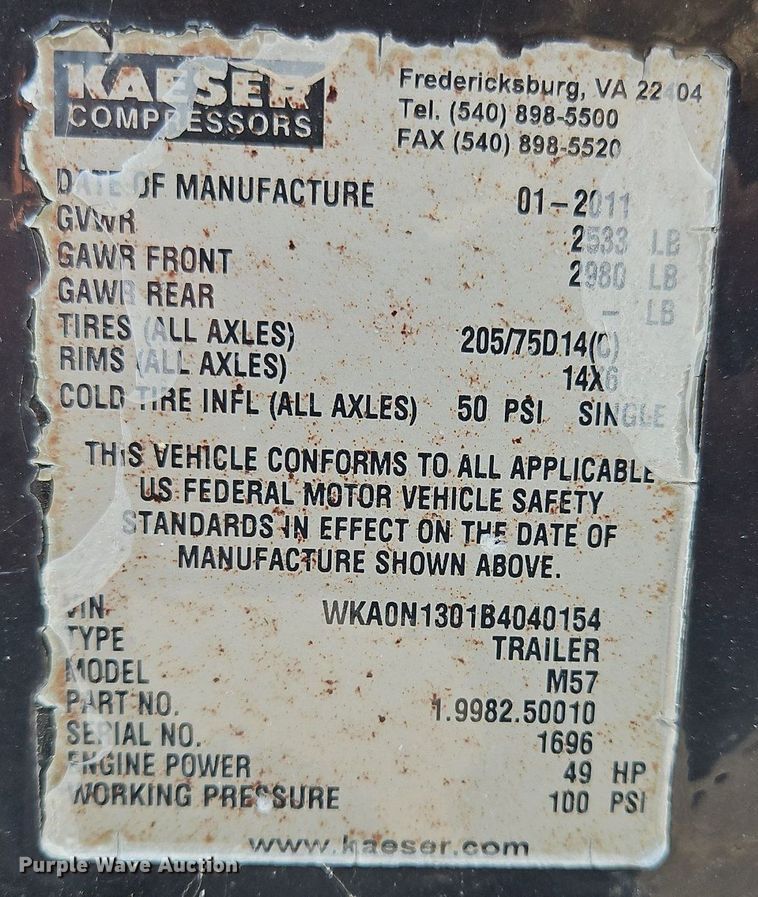 KAESER
COMPRESSORS
Fredericksburg, VA 22404
Tel. (540) 898-5500
FAX (540) 898-5520
DATE OF MANUFACTURE 01-2011
GVWR 2533 LB
GAWR FRONT 2980 LB
GAWR REAR - LB
TIRES (ALL AXLES) 205/75D14(C)
RIMS (ALL AXLES) 14X6
COLD TIRE INFL (ALL AXLES) 50 PSI SINGLE
THIS VEHICLE CONFORMS TO ALL APPLICABLE
US FEDERAL MOTOR VEHICLE SAFETY
STANDARDS IN EFFECT ON THE DATE OF
MANUFACTURE SHOWN ABOVE.
VIN. WKA0N1301B4040154
TYPE TRAILER
MODEL M57
PART NO. 1.9982.50010
SERIAL NO. 1696
ENGINE POWER 49 HP
WORKING PRESSURE 100 PSI
www.kaeser.com
Purple Wave Auction